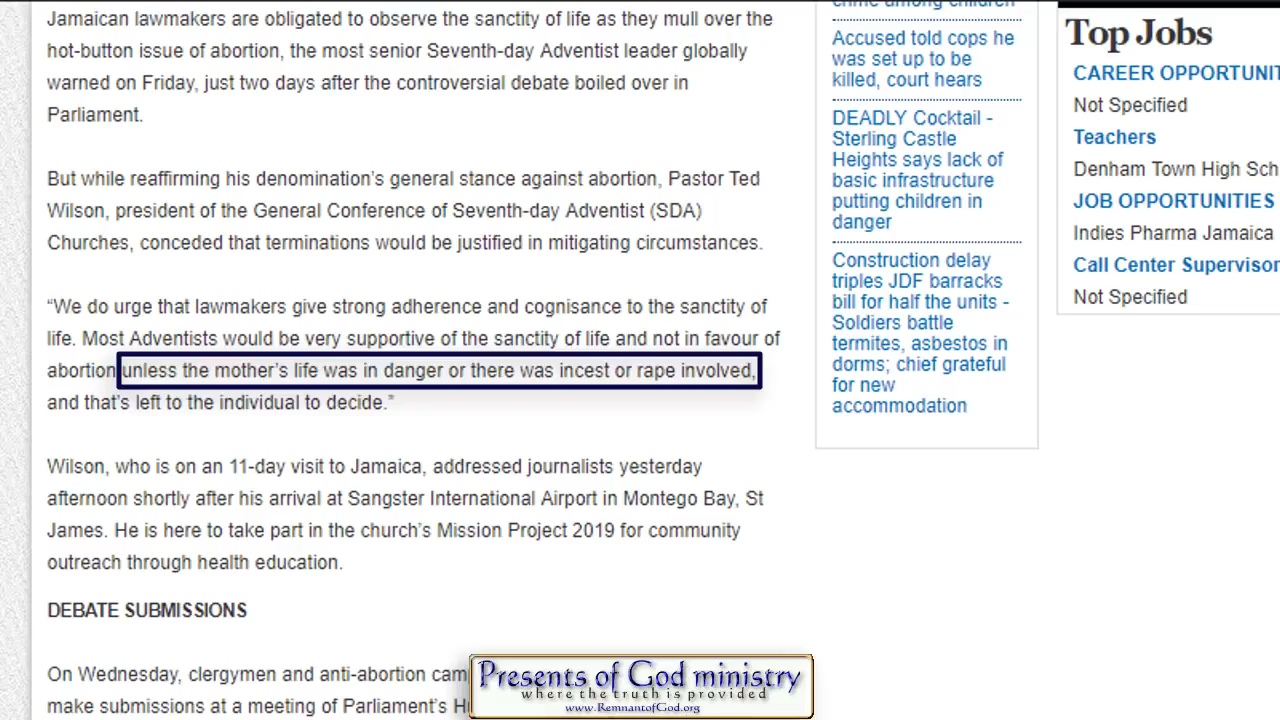 Jamaican lawmakers are obligated to observe the sanctity of life as they mull over the
hot-button issue of abortion, the most senior Seventh-day Adventist leader globally
warned on Friday, just two days after the controversial debate boiled over in
Parliament.
But while reaffirming his denomination’s general stance against abortion, Pastor Ted
Wilson, president of the General Conference of Seventh-day Adventist (SDA)
Churches, conceded that terminations would be justified in mitigating circumstances.
“We do urge that lawmakers give strong adherence and cognisance to the sanctity of
life. Most Adventists would be very supportive of the sanctity of life and not in favour of
abortion unless the mother’s life was in danger or there was incest or rape involved,
and that’s left to the individual to decide.”
Wilson, who is on an 11-day visit to Jamaica, addressed journalists yesterday
afternoon shortly after his arrival at Sangster International Airport in Montego Bay, St
James. He is here to take part in the church’s Mission Project 2019 for community
outreach through health education.
DEBATE SUBMISSIONS
On Wednesday, clergymen and anti-abortion
make submissions at a meeting of Parliament’s
crime among children
Accused told cops he
was set up to be
killed, court hears
DEADLY Cocktail -
Sterling Castle
Heights says lack of
basic infrastructure
putting children in
danger
Construction delay
triples JDF barracks
bill for half the units -
Soldiers battle
termites, asbestos in
dorms; chief grateful
for new
accommodation
Top Jobs
CAREER OPPORTUNIT
Not Specified
Teachers
Denham Town High Sch
JOB OPPORTUNITIES
Indies Pharma Jamaica
Call Center Supervisor
Not Specified
Presents of God ministry
where the truth is provided
www.RemnantofGod.org